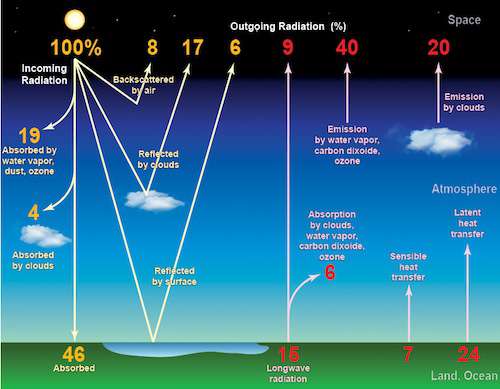 Outgoing Radiation (%)
Space
100%
8
17
6
9
40
20
Incoming
Radiation
Backscattered
by air
Emission
by clouds
19
Absorbed by
water vapor,
dust, ozone
Emission
by water vapor,
carbon dixoide,
ozone
Reflected
by clouds
Atmosphere
4
Absorbed
by clouds
Absorption
by clouds,
water vapor,
carbon dixoide,
ozone
6
Latent
heat
transfer
Sensible
heat
transfer
Reflected
by surface
46
Absorbed
15
Longwave
radiation
7
24
Land, Ocean